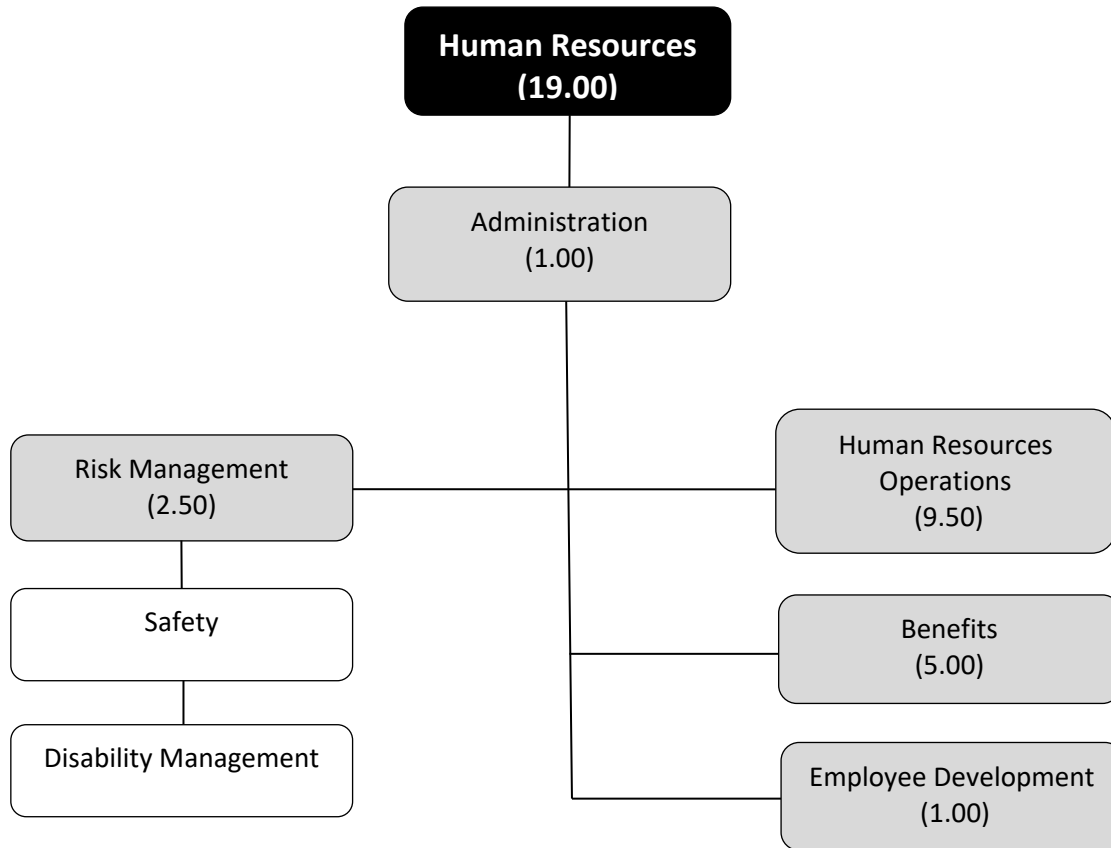 Human Resources
(19.00)
Administration
(1.00)
Risk Management
(2.50)
Safety
Disability Management
Human Resources
Operations
(9.50)
Benefits
(5.00)
Employee Development
(1.00)